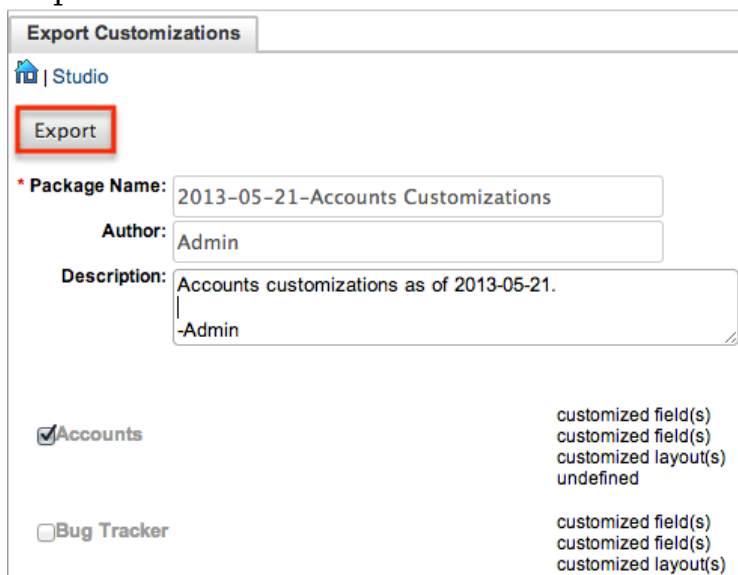 Export Customizations
| Studio
Export
* Package Name: 2013-05-21-Accounts Customizations
Author: Admin
Description: Accounts customizations as of 2013-05-21.
-Admin
Accounts
customized field(s)
customized field(s)
customized layout(s)
undefined
Bug Tracker
customized field(s)
customized field(s)
customized layout(s)